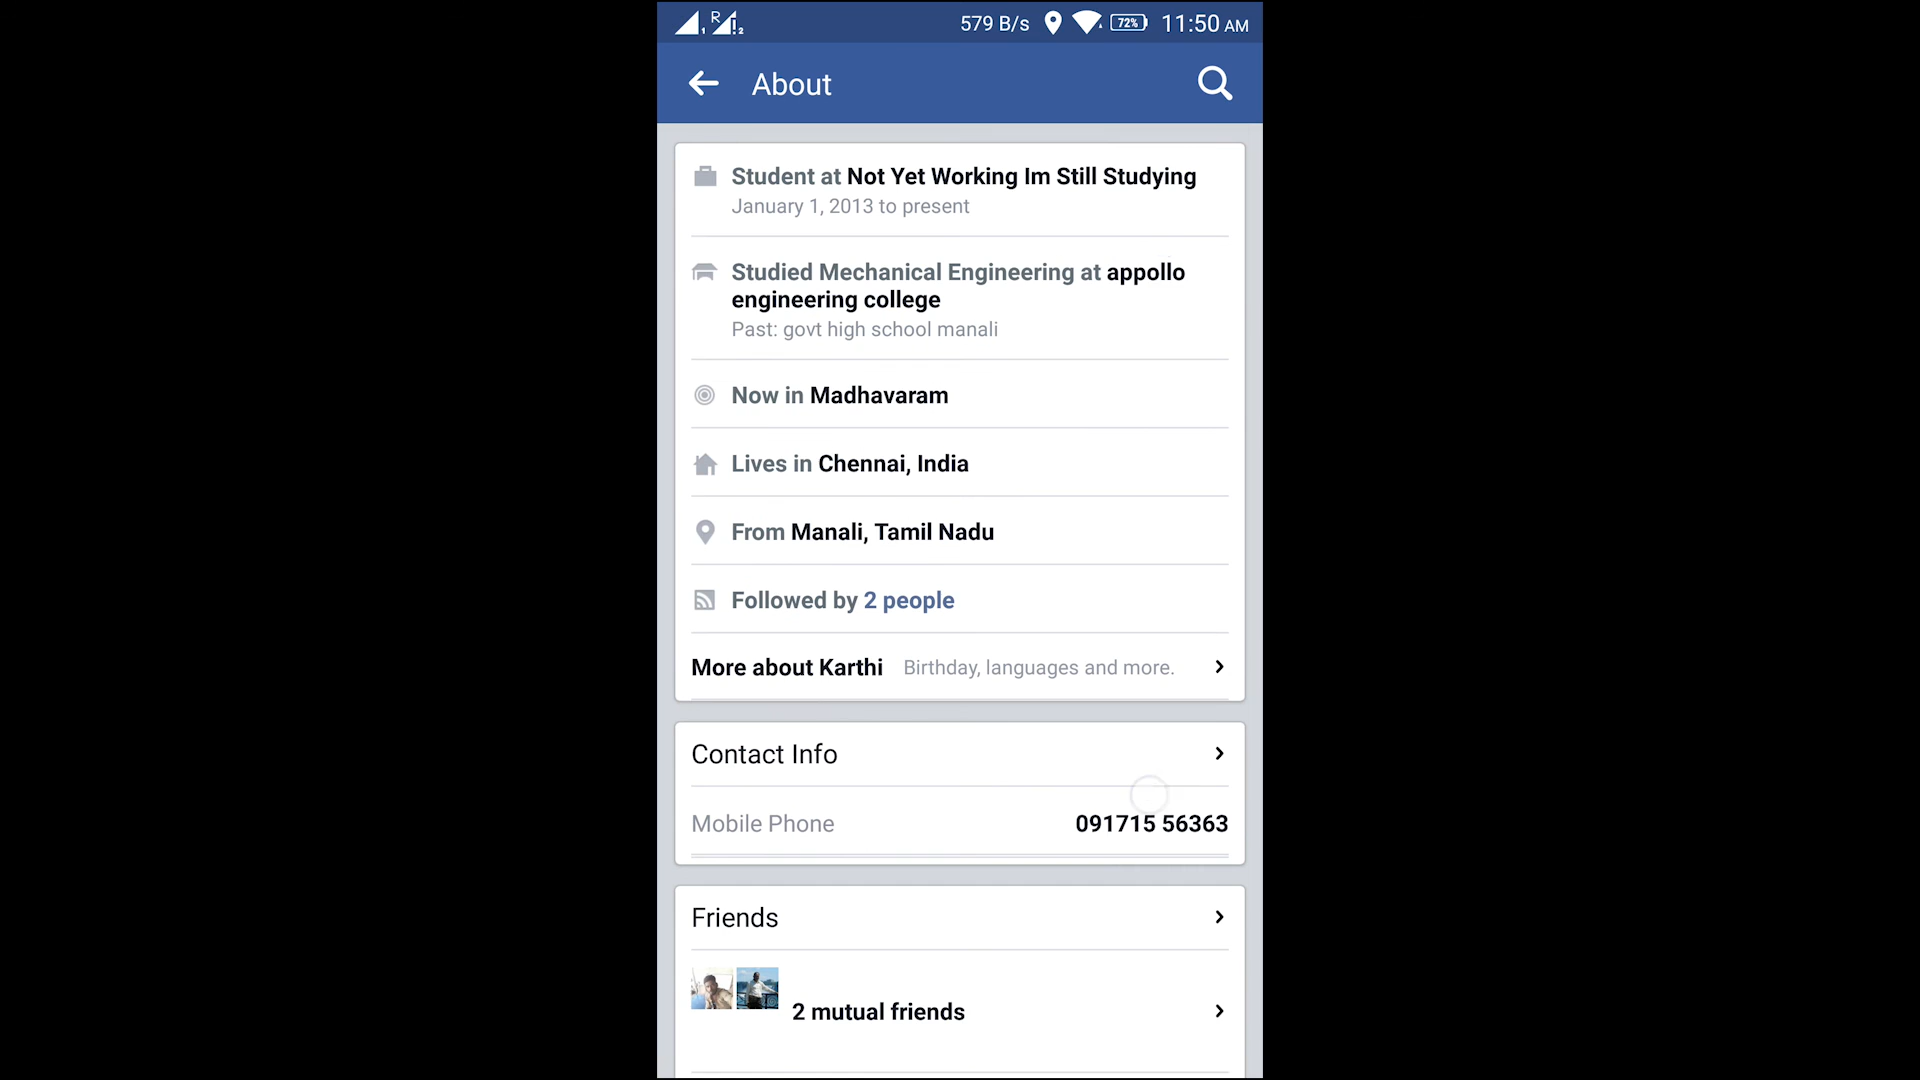 R
1 2 579 B/s 72% 11:50 AM
About
Student at Not Yet Working Im Still Studying
January 1, 2013 to present
Studied Mechanical Engineering at appollo
engineering college
Past: govt high school manali
Now in Madhavaram
Lives in Chennai, India
From Manali, Tamil Nadu
Followed by 2 people
More about Karthi Birthday, languages and more.
Contact Info
Mobile Phone 091715 56363
Friends
2 mutual friends